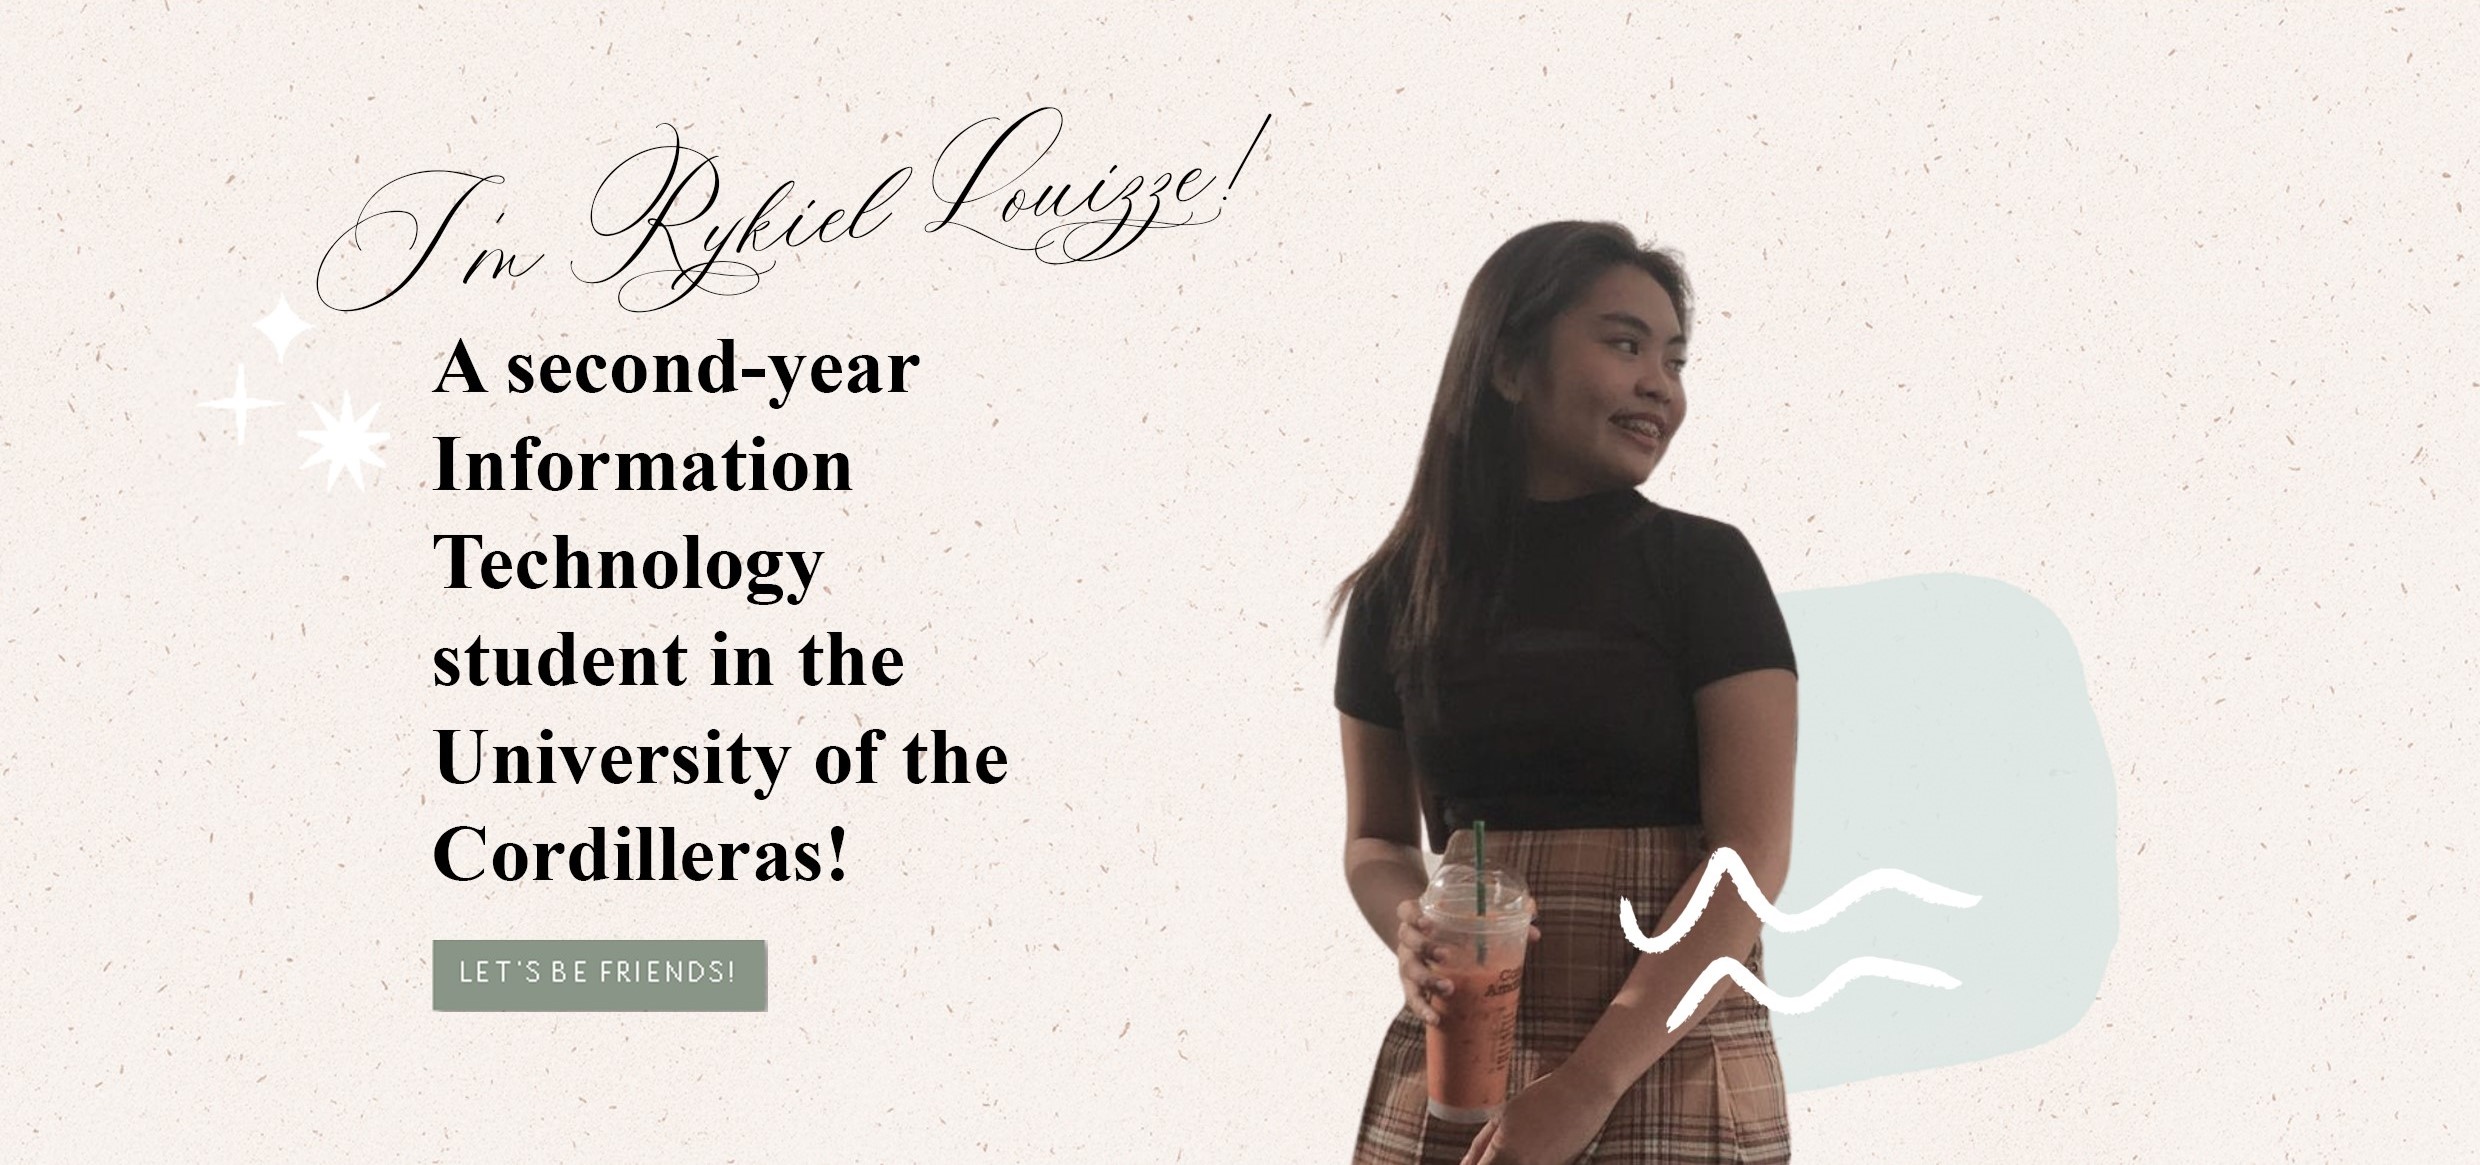 I'm Rykiel Louizze!
A second-year
Information
Technology
student in the
University of the
Cordilleras!
LET'S BE FRIENDS!